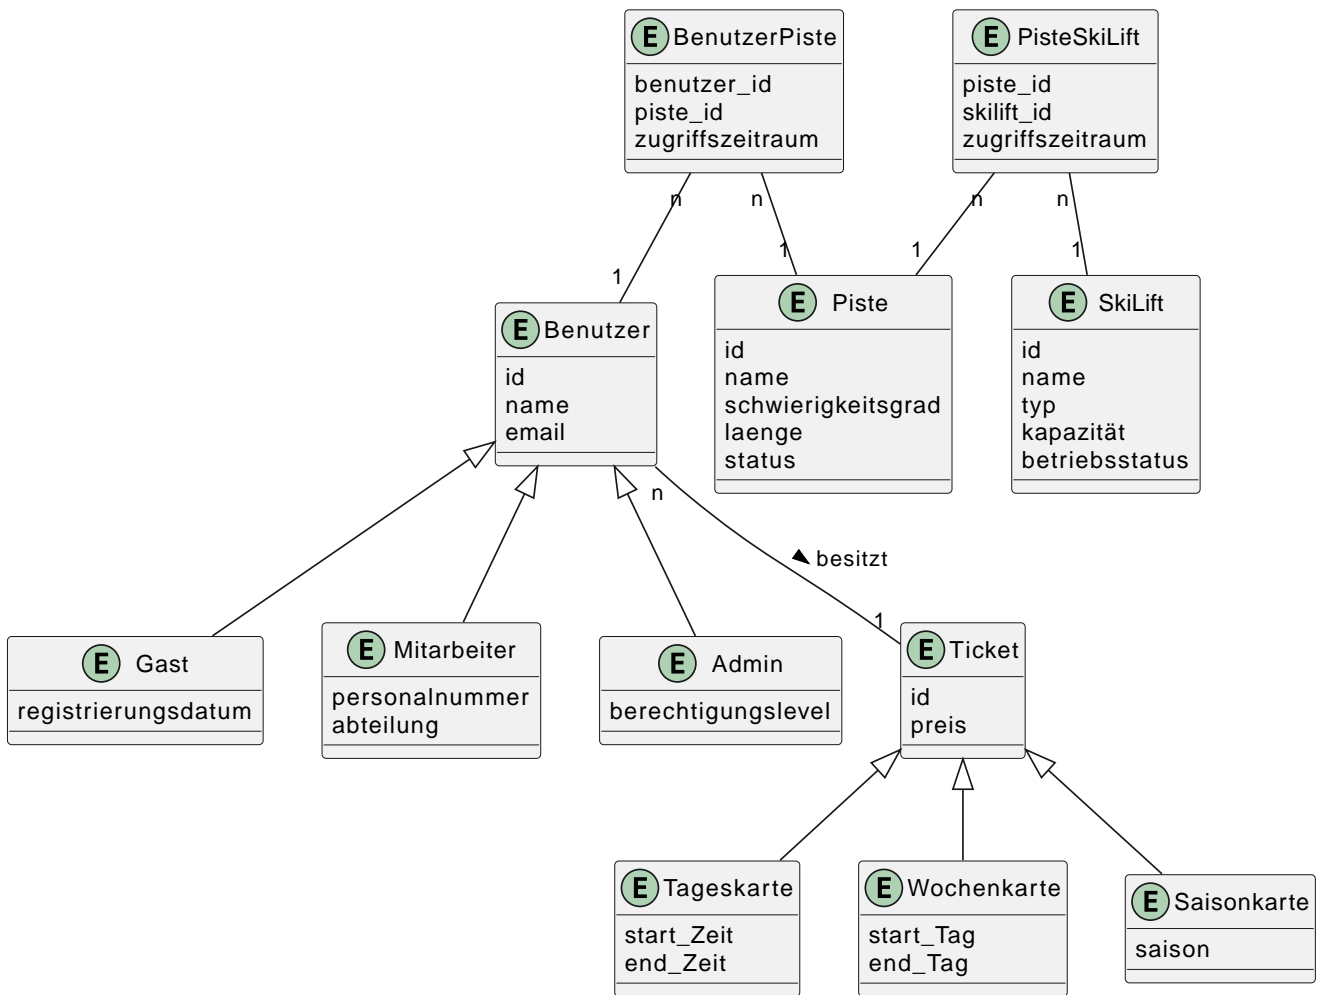 E BenutzerPiste
benutzer_id
piste_id
zugriffszeitraum
E PisteSkiLift
piste_id
skilift_id
zugriffszeitraum
n
n
n
n
1
1
1
1
E Benutzer
id
name
email
E Piste
id
name
schwierigkeitsgrad
laenge
status
E SkiLift
id
name
typ
kapazität
betriebsstatus
n
besitzt
1
E Gast
registrierungsdatum
E Mitarbeiter
personalnummer
abteilung
E Admin
berechtigungslevel
E Ticket
id
preis
E Tageskarte
start_Zeit
end_Zeit
E Wochenkarte
start_Tag
end_Tag
E Saisonkarte
saison